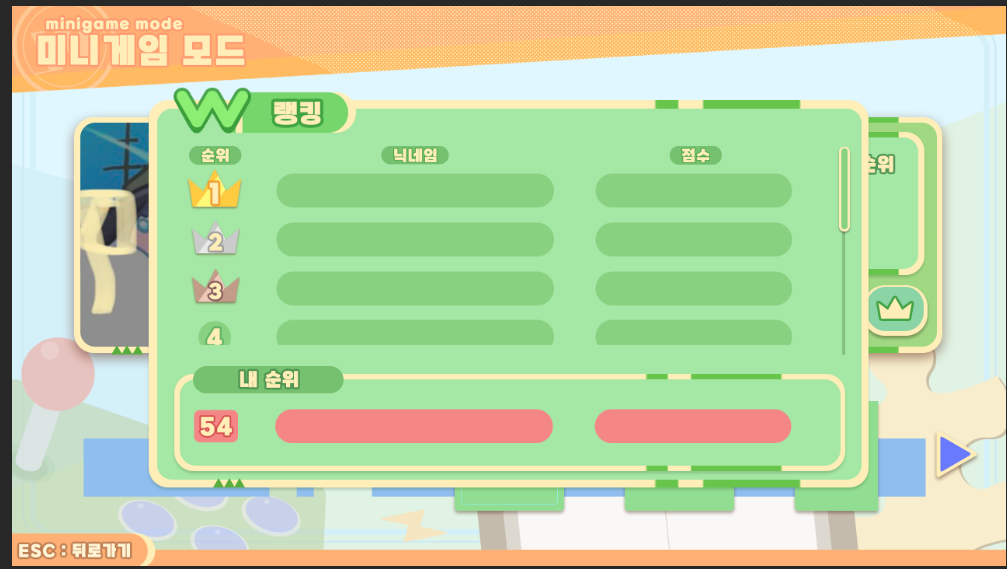 minigame mode
미니게임 모드
랭킹
순위 닉네임 점수
1
2
3
4
순위
내 순위
54
ESC : 뒤로가기